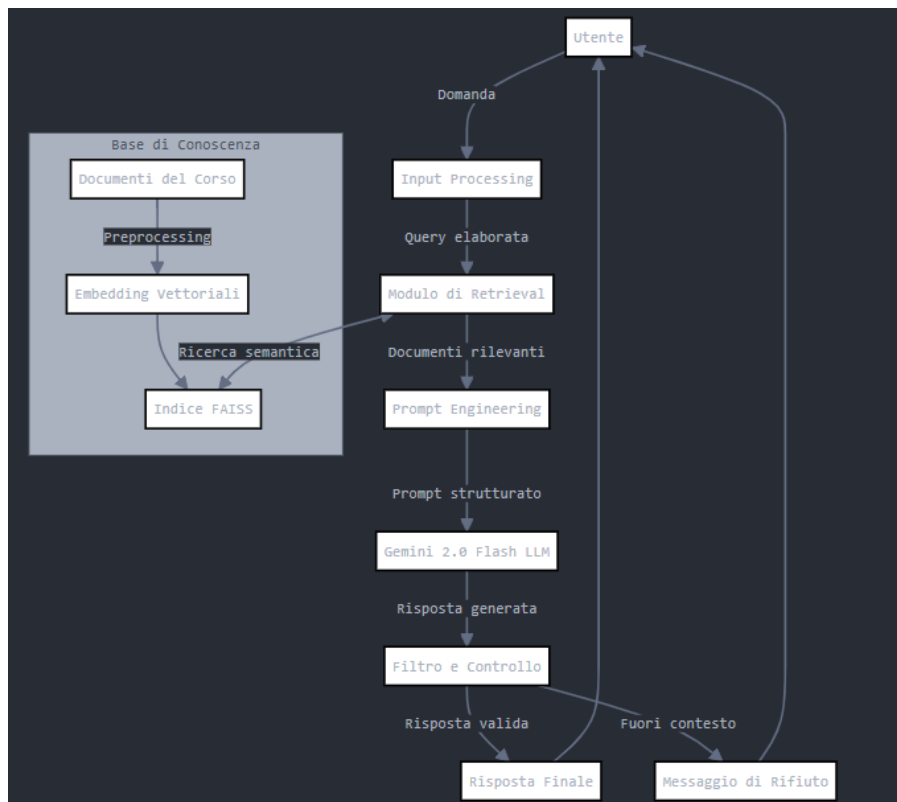 Utente
Domanda
Base di Conoscenza
Documenti del Corso
Input Processing
Preprocessing
Query elaborata
Embedding Vettoriali
Modulo di Retrieval
Ricerca semantica
Documenti rilevanti
Indice FAISS
Prompt Engineering
Prompt strutturato
Gemini 2.0 Flash LLM
Risposta generata
Filtro e Controllo
Risposta valida
Fuori contesto
Risposta Finale
Messaggio di Rifiuto